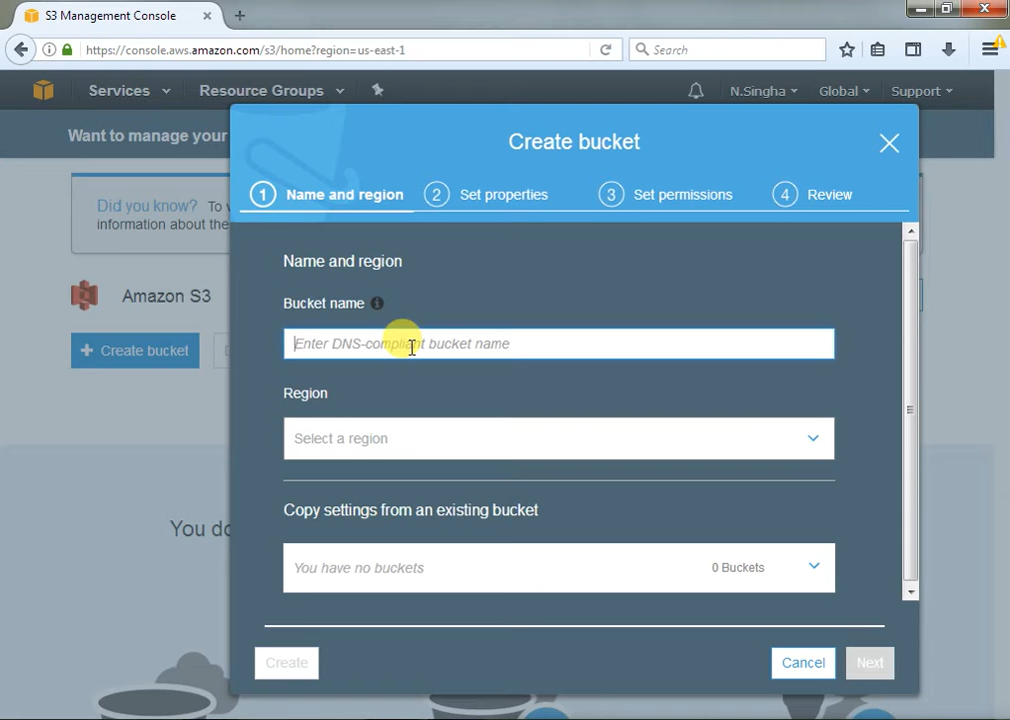 S3 Management Console
https://console.aws.amazon.com/s3/home?region=us-east-1
Search
Services
Resource Groups
N.Singha
Global
Support
Want to manage your
Create bucket
1 Name and region
2 Set properties
3 Set permissions
4 Review
Did you know? To v
information about the
Name and region
Amazon S3
Bucket name
Create bucket
Enter DNS-compliant bucket name
Region
Select a region
Copy settings from an existing bucket
You do
You have no buckets
0 Buckets
Create
Cancel
Next